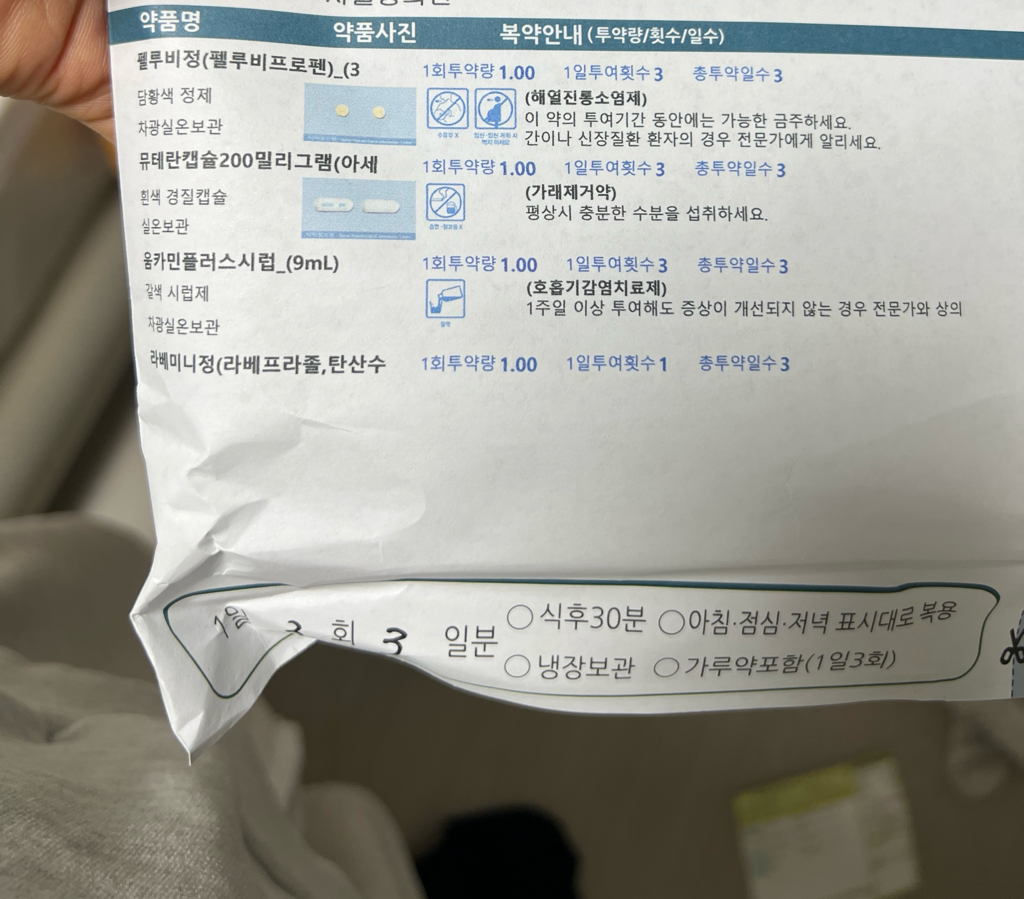 약품명 약품사진 복약안내 (투약량/횟수/일수)
펠루비정(펠루비프로펜)_(3 1회투약량 1.00 1일투여횟수 3 총투약일수 3
담황색 정제 (해열진통소염제)
차광실온보관 이 약의 투여기간 동안에는 가능한 금주하세요.
간이나 신장질환 환자의 경우 전문가에게 알리세요.
뮤테란캡슐200밀리그램(아세 1회투약량 1.00 1일투여횟수 3 총투약일수 3
흰색 경질캡슐 (가래제거약)
실온보관 평상시 충분한 수분을 섭취하세요.
움카민플러스시럽_(9mL) 1회투약량 1.00 1일투여횟수 3 총투약일수 3
갈색 시럽제 (호흡기감염치료제)
차광실온보관 1주일 이상 투여해도 증상이 개선되지 않는 경우 전문가와 상의
라베미니정(라베프라졸,탄산수 1회투약량 1.00 1일투여횟수 1 총투약일수 3
1일 3 회 3 일분 식후30분 아침·점심·저녁 표시대로 복용
냉장보관 가루약포함(1일3회)